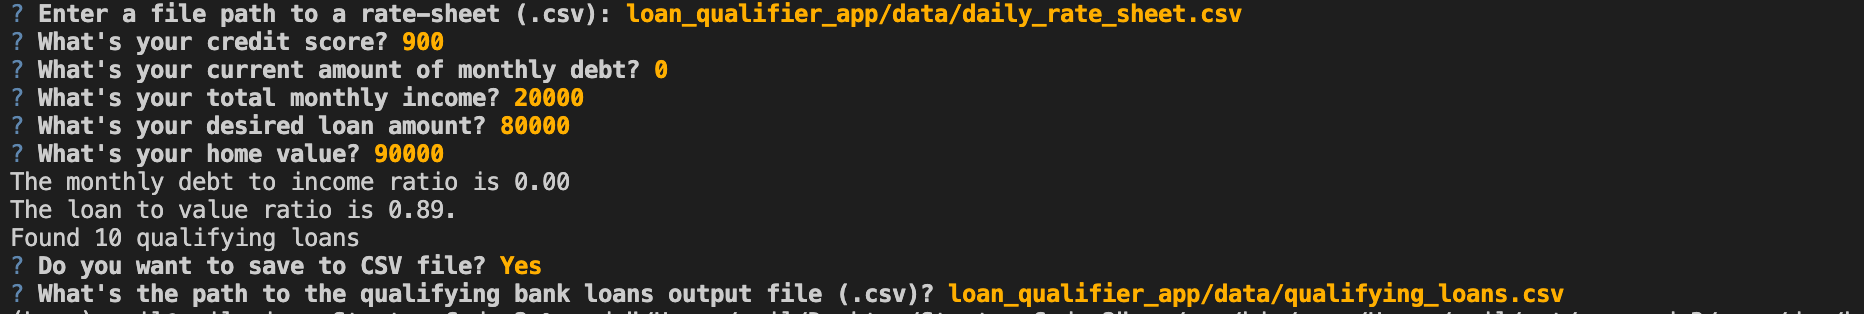 ? Enter a file path to a rate-sheet (.csv): loan_qualifier_app/data/daily_rate_sheet.csv
? What's your credit score? 900
? What's your current amount of monthly debt? 0
? What's your total monthly income? 20000
? What's your desired loan amount? 80000
? What's your home value? 90000
The monthly debt to income ratio is 0.00
The loan to value ratio is 0.89.
Found 10 qualifying loans
? Do you want to save to CSV file? Yes
? What's the path to the qualifying bank loans output file (.csv)? loan_qualifier_app/data/qualifying_loans.csv